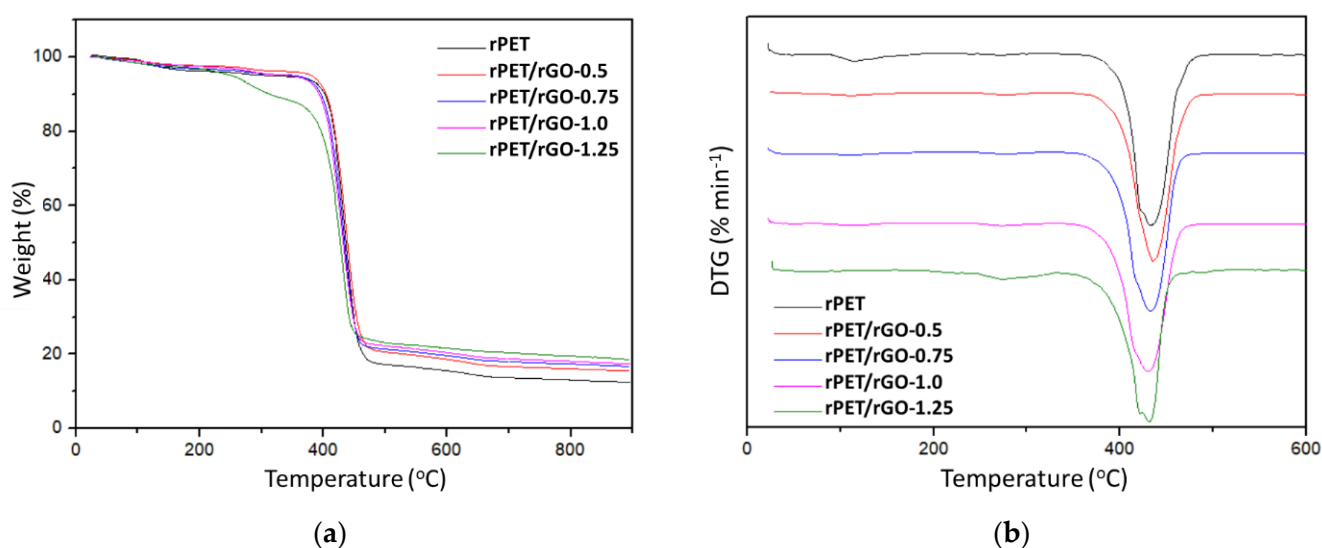 100
80
60
40
20
0
Weight (%)
rPET
rPET/rGO-0.5
rPET/rGO-0.75
rPET/rGO-1.0
rPET/rGO-1.25
0 200 400 600 800
Temperature (°C)
(a)
DTG (% min⁻¹)
rPET
rPET/rGO-0.5
rPET/rGO-0.75
rPET/rGO-1.0
rPET/rGO-1.25
0 200 400 600
Temperature (°C)
(b)